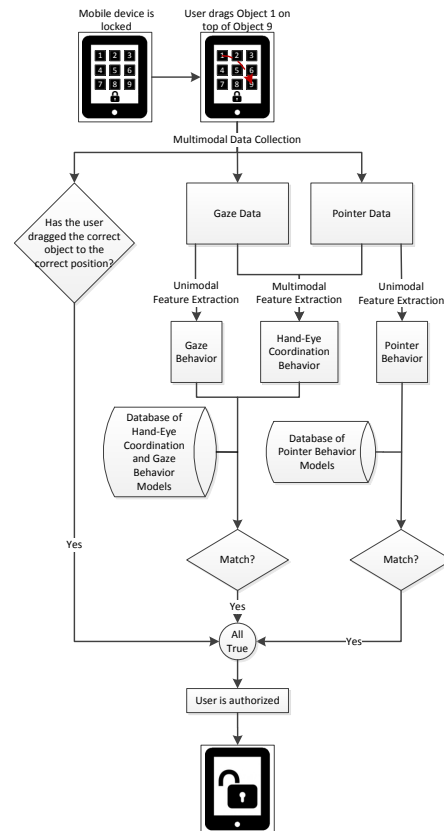 Mobile device is
locked
User drags Object 1 on
top of Object 9
1 2 3
4 5 6
7 8 9
1 2 3
4 5 6
7 8 9
Multimodal Data Collection
Has the user
dragged the correct
object to the
correct position?
Gaze Data
Pointer Data
Unimodal
Feature Extraction
Multimodal
Feature Extraction
Unimodal
Feature Extraction
Gaze
Behavior
Hand-Eye
Coordination
Behavior
Pointer
Behavior
Database of
Hand-Eye
Coordination
and Gaze
Behavior
Models
Database of
Pointer Behavior
Models
Yes
Match?
Match?
Yes
Yes
All
True
User is authorized